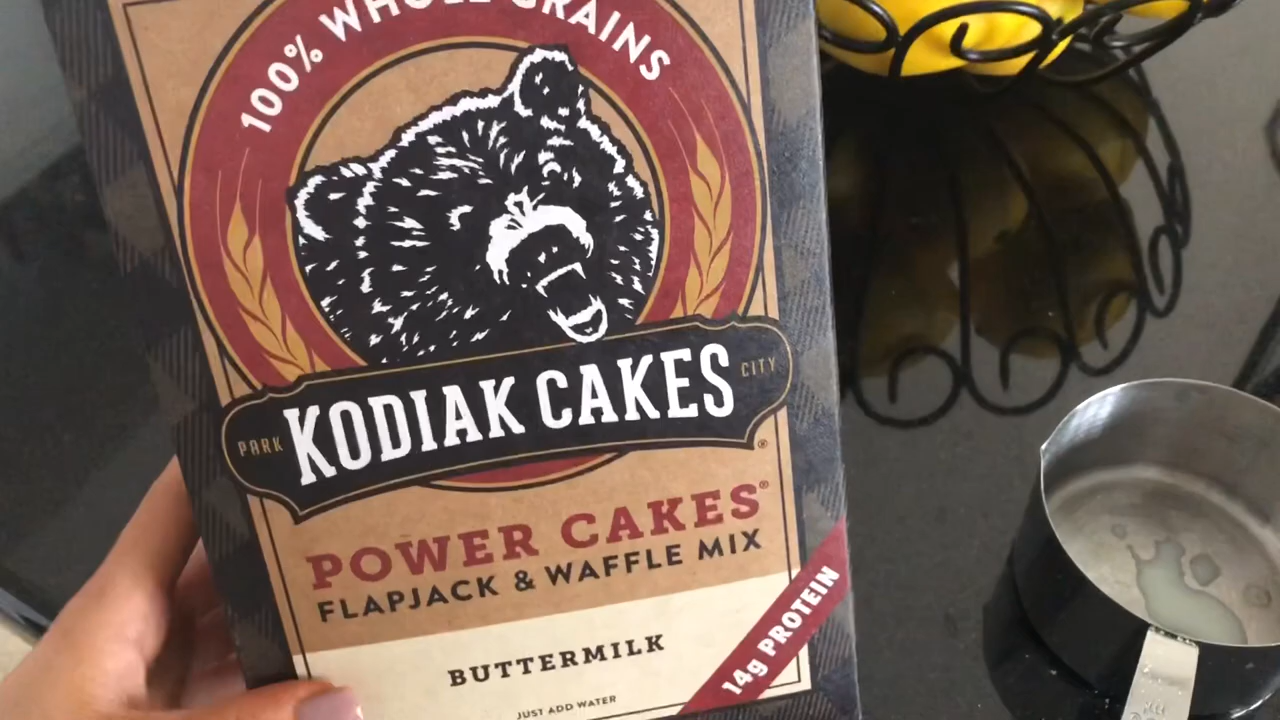 100% WHOLE GRAINS
PARK KODIAK CAKES CITY
®
POWER CAKES®
FLAPJACK & WAFFLE MIX
BUTTERMILK
14g PROTEIN
JUST ADD WATER